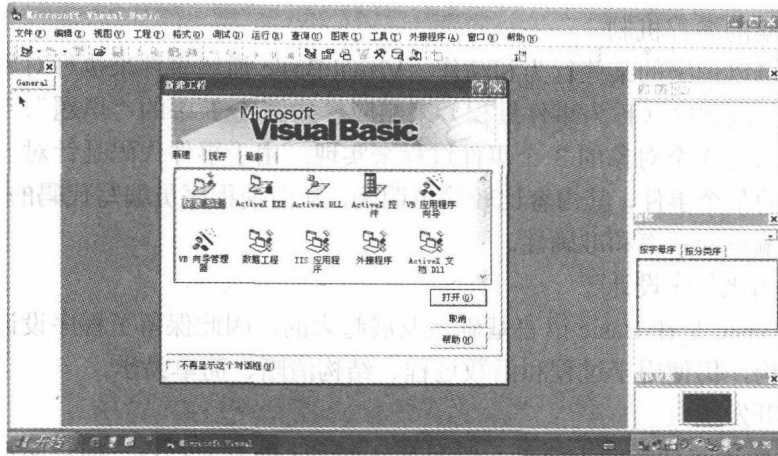 Microsoft Visual Basic
文件(F) 编辑(E) 视图(V) 工程(P) 格式(O) 调试(D) 运行(R) 查询(U) 图表(I) 工具(T) 外接程序(A) 窗口(W) 帮助(H)
General
新建工程
Microsoft
Visual Basic
新建 现存 最新
标准 EXE
ActiveX EXE
ActiveX DLL
ActiveX 控件
VB 应用程序向导
VB 向导管理器
数据工程
IIS 应用程序
外接程序
ActiveX 文档 Dll
打开(O)
取消
帮助(H)
不再显示这个对话框(D)
按字母序 按分类序
开始
Microsoft Visual